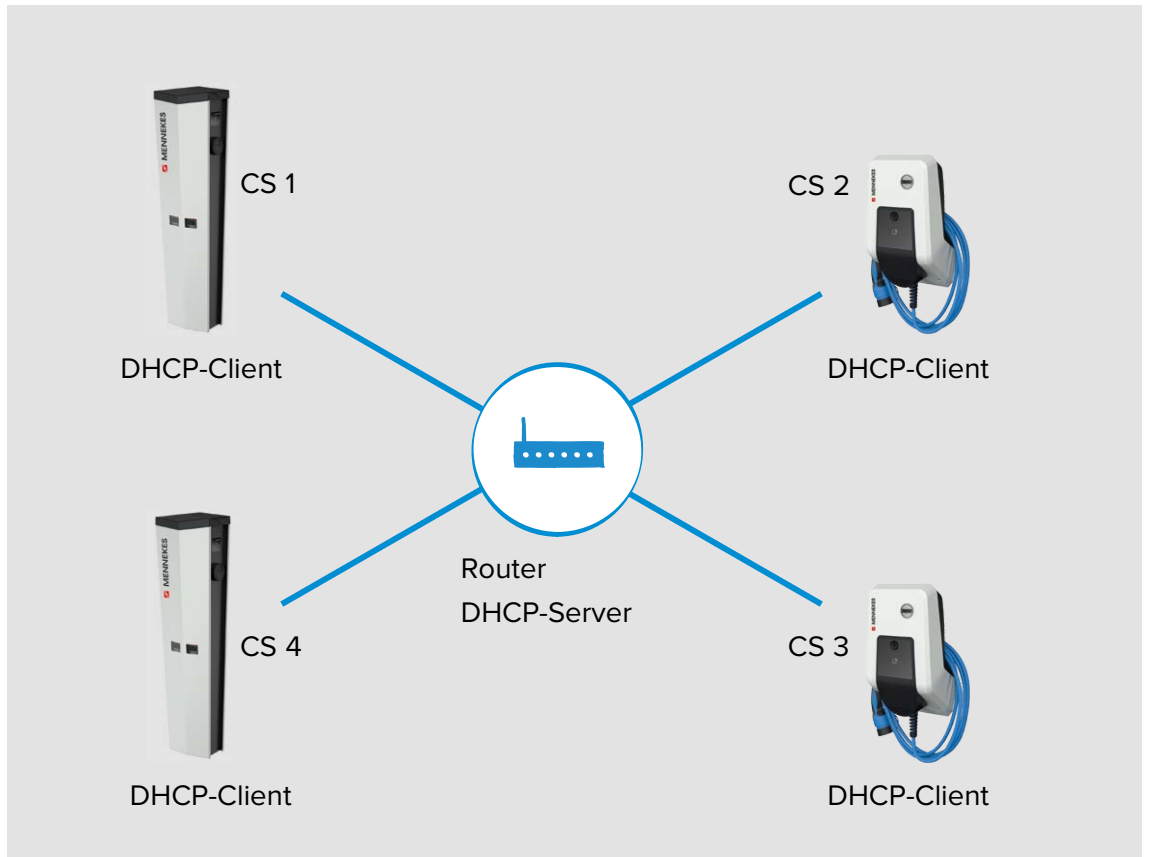 MENNEKES
CS 1
DHCP-Client
CS 2
MENNEKES
DHCP-Client
Router
DHCP-Server
MENNEKES
CS 4
DHCP-Client
CS 3
MENNEKES
DHCP-Client